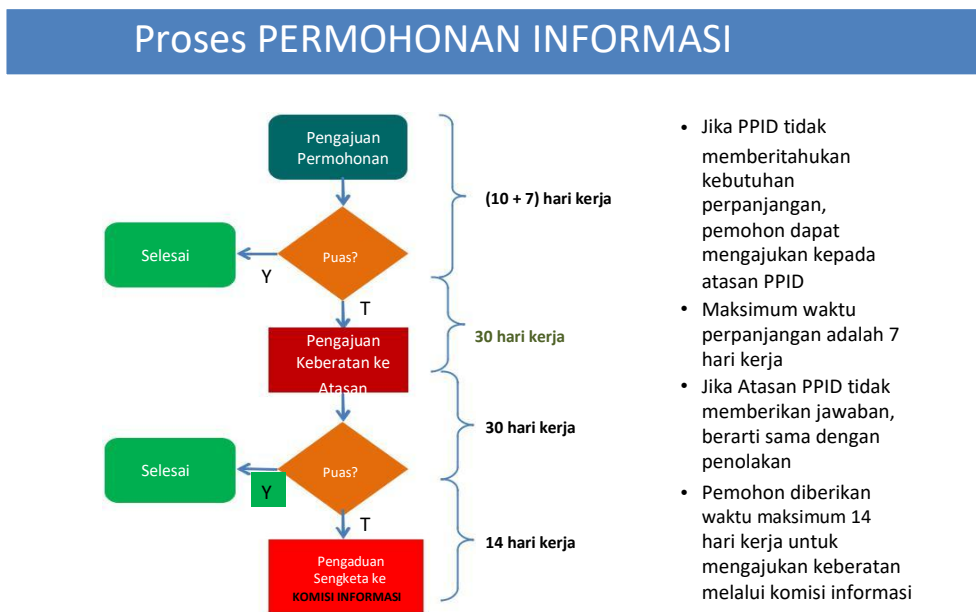 Proses PERMOHONAN INFORMASI
Pengajuan
Permohonan
(10 + 7) hari kerja
Selesai
Puas?
Y
T
30 hari kerja
Pengajuan
Keberatan ke
Atasan
30 hari kerja
Selesai
Puas?
Y
T
14 hari kerja
Pengaduan
Sengketa ke
KOMISI INFORMASI
• Jika PPID tidak
memberitahukan
kebutuhan
perpanjangan,
pemohon dapat
mengajukan kepada
atasan PPID
• Maksimum waktu
perpanjangan adalah 7
hari kerja
• Jika Atasan PPID tidak
memberikan jawaban,
berarti sama dengan
penolakan
• Pemohon diberikan
waktu maksimum 14
hari kerja untuk
mengajukan keberatan
melalui komisi informasi